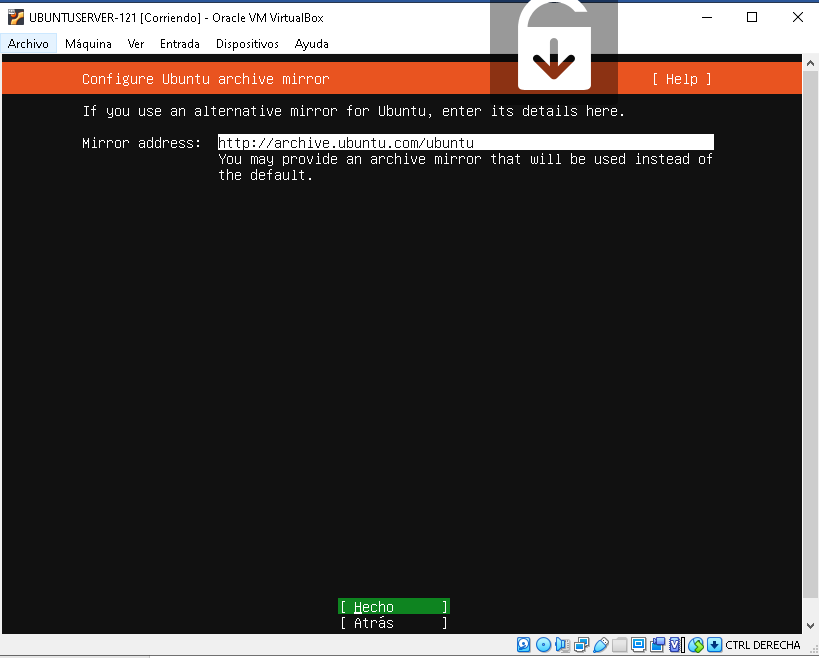 UBUNTUSERVER-121 [Corriendo] - Oracle VM VirtualBox
Archivo Máquina Ver Entrada Dispositivos Ayuda
Configure Ubuntu archive mirror [ Help ]
If you use an alternative mirror for Ubuntu, enter its details here.
Mirror address: http://archive.ubuntu.com/ubuntu
You may provide an archive mirror that will be used instead of
the default.
[ Hecho ]
[ Atrás ]
CTRL DERECHA